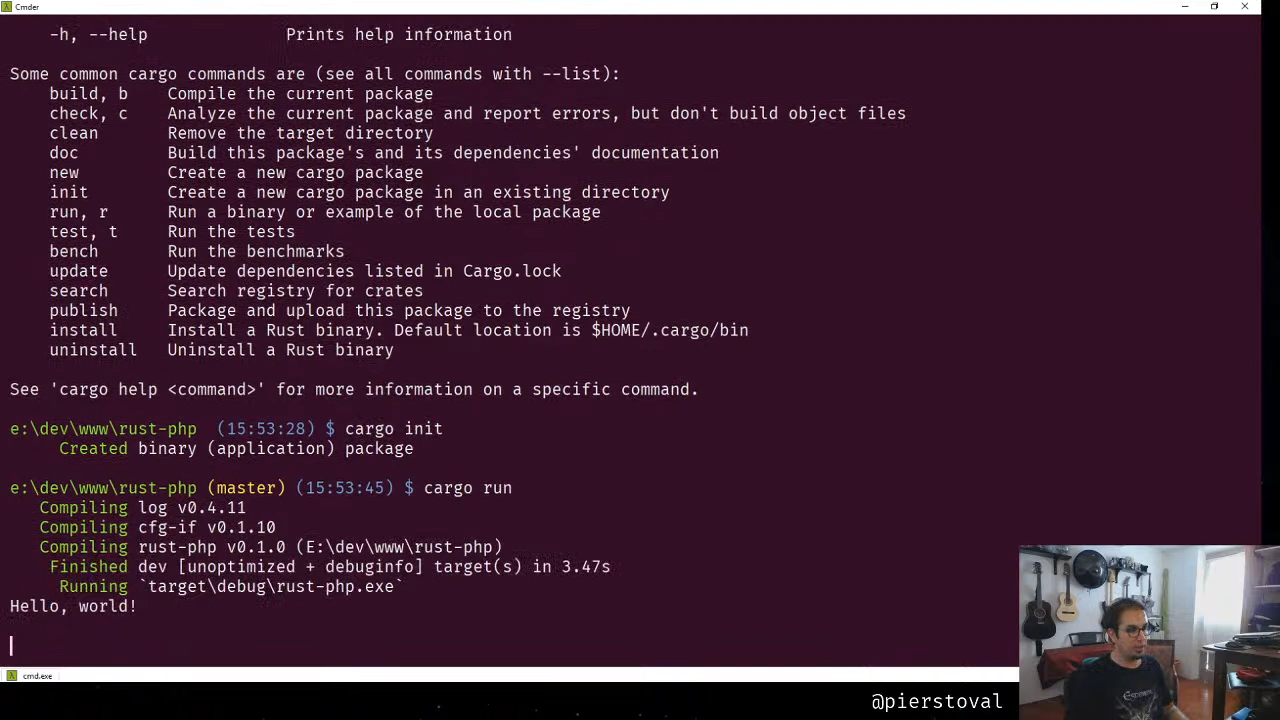 Cmder
-h, --help Prints help information
Some common cargo commands are (see all commands with --list):
build, b Compile the current package
check, c Analyze the current package and report errors, but don't build object files
clean Remove the target directory
doc Build this package's and its dependencies' documentation
new Create a new cargo package
init Create a new cargo package in an existing directory
run, r Run a binary or example of the local package
test, t Run the tests
bench Run the benchmarks
update Update dependencies listed in Cargo.lock
search Search registry for crates
publish Package and upload this package to the registry
install Install a Rust binary. Default location is $HOME/.cargo/bin
uninstall Uninstall a Rust binary
See 'cargo help <command>' for more information on a specific command.
e:\dev\www\rust-php (15:53:28) $ cargo init
Created binary (application) package
e:\dev\www\rust-php (master) (15:53:45) $ cargo run
Compiling log v0.4.11
Compiling cfg-if v0.1.10
Compiling rust-php v0.1.0 (E:\dev\www\rust-php)
Finished dev [unoptimized + debuginfo] target(s) in 3.47s
Running `target\debug\rust-php.exe`
Hello, world!
cmd.exe
@pierstoval